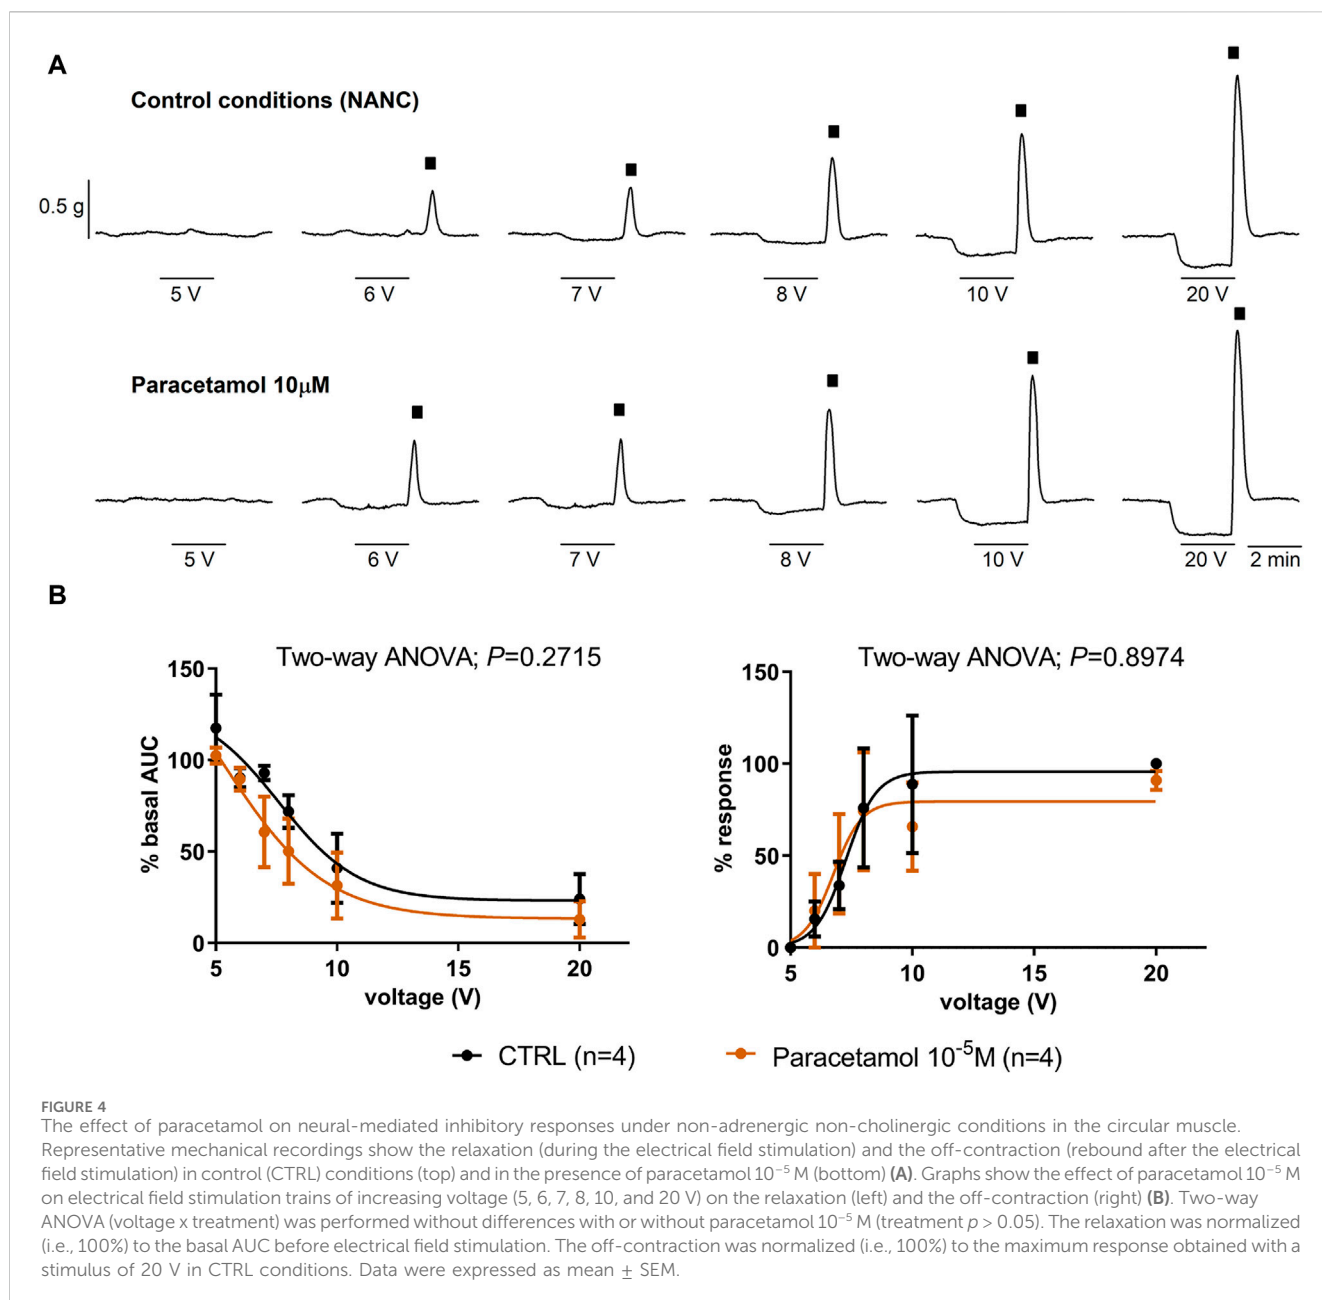 A
Control conditions (NANC)
0.5 g
5 V
6 V
7 V
8 V
10 V
20 V
Paracetamol 10μM
5 V
6 V
7 V
8 V
10 V
20 V
2 min
B
Two-way ANOVA; P=0.2715
150
100
50
0
% basal AUC
5
10
15
20
voltage (V)
Two-way ANOVA; P=0.8974
150
100
50
0
% response
5
10
15
20
voltage (V)
CTRL (n=4)
Paracetamol 10⁻⁵M (n=4)
FIGURE 4
The effect of paracetamol on neural-mediated inhibitory responses under non-adrenergic non-cholinergic conditions in the circular muscle.
Representative mechanical recordings show the relaxation (during the electrical field stimulation) and the off-contraction (rebound after the electrical
field stimulation) in control (CTRL) conditions (top) and in the presence of paracetamol 10⁻⁵ M (bottom) (A). Graphs show the effect of paracetamol 10⁻⁵ M
on electrical field stimulation trains of increasing voltage (5, 6, 7, 8, 10, and 20 V) on the relaxation (left) and the off-contraction (right) (B). Two-way
ANOVA (voltage x treatment) was performed without differences with or without paracetamol 10⁻⁵ M (treatment p > 0.05). The relaxation was normalized
(i.e., 100%) to the basal AUC before electrical field stimulation. The off-contraction was normalized (i.e., 100%) to the maximum response obtained with a
stimulus of 20 V in CTRL conditions. Data were expressed as mean ± SEM.